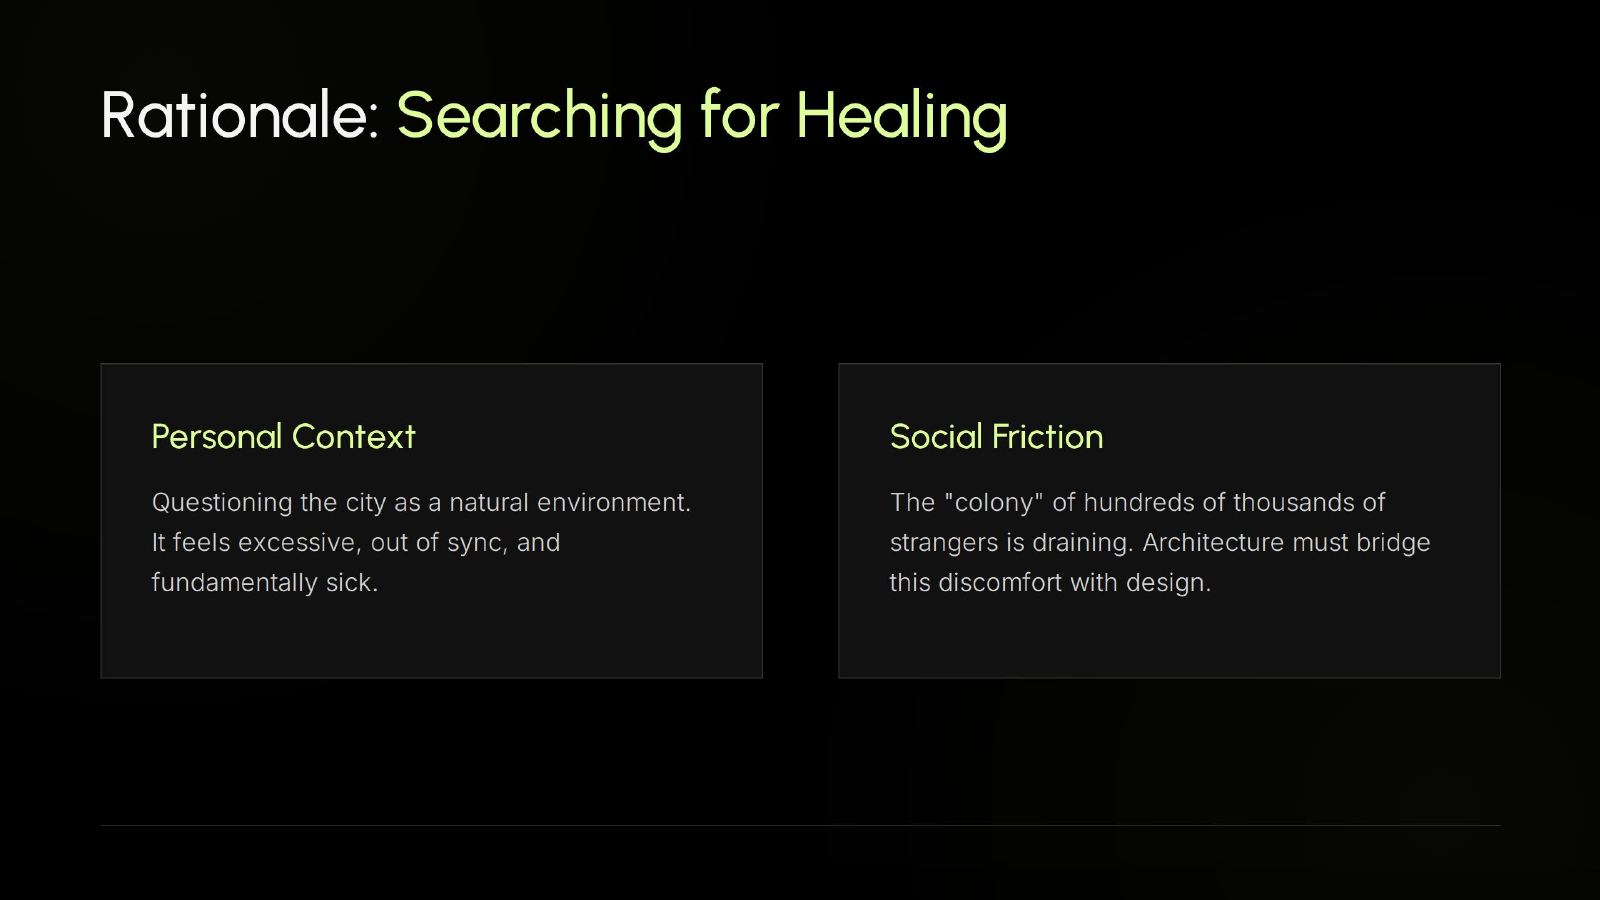 Rationale: Searching for Healing
Personal Context
Questioning the city as a natural environment.
It feels excessive, out of sync, and
fundamentally sick.
Social Friction
The "colony" of hundreds of thousands of
strangers is draining. Architecture must bridge
this discomfort with design.